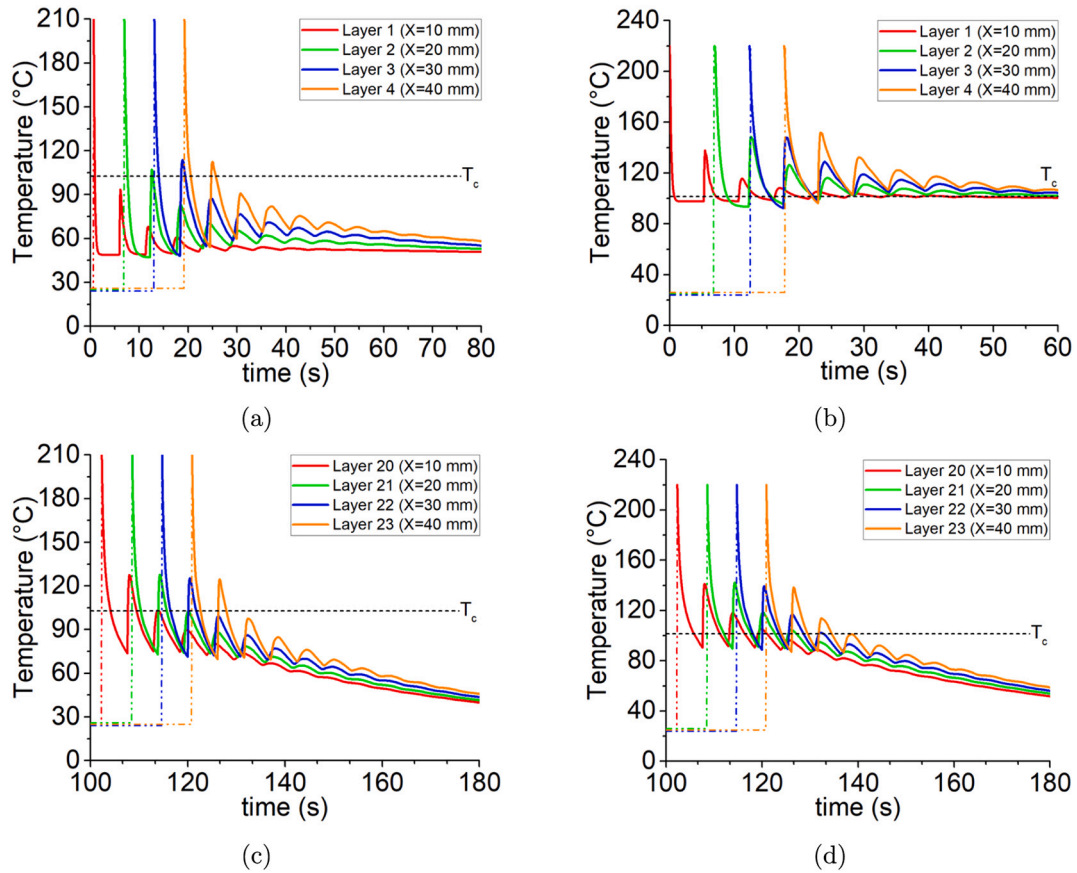 210
180
150
120
90
60
30
0
Temperature (°C)
Layer 1 (X=10 mm)
Layer 2 (X=20 mm)
Layer 3 (X=30 mm)
Layer 4 (X=40 mm)
Tc
0 10 20 30 40 50 60 70 80
time (s)
(a)
240
200
160
120
80
40
0
Temperature (°C)
Layer 1 (X=10 mm)
Layer 2 (X=20 mm)
Layer 3 (X=30 mm)
Layer 4 (X=40 mm)
Tc
0 10 20 30 40 50 60
time (s)
(b)
210
180
150
120
90
60
30
0
Temperature (°C)
Layer 20 (X=10 mm)
Layer 21 (X=20 mm)
Layer 22 (X=30 mm)
Layer 23 (X=40 mm)
Tc
100 120 140 160 180
time (s)
(c)
240
200
160
120
80
40
0
Temperature (°C)
Layer 20 (X=10 mm)
Layer 21 (X=20 mm)
Layer 22 (X=30 mm)
Layer 23 (X=40 mm)
Tc
100 120 140 160 180
time (s)
(d)